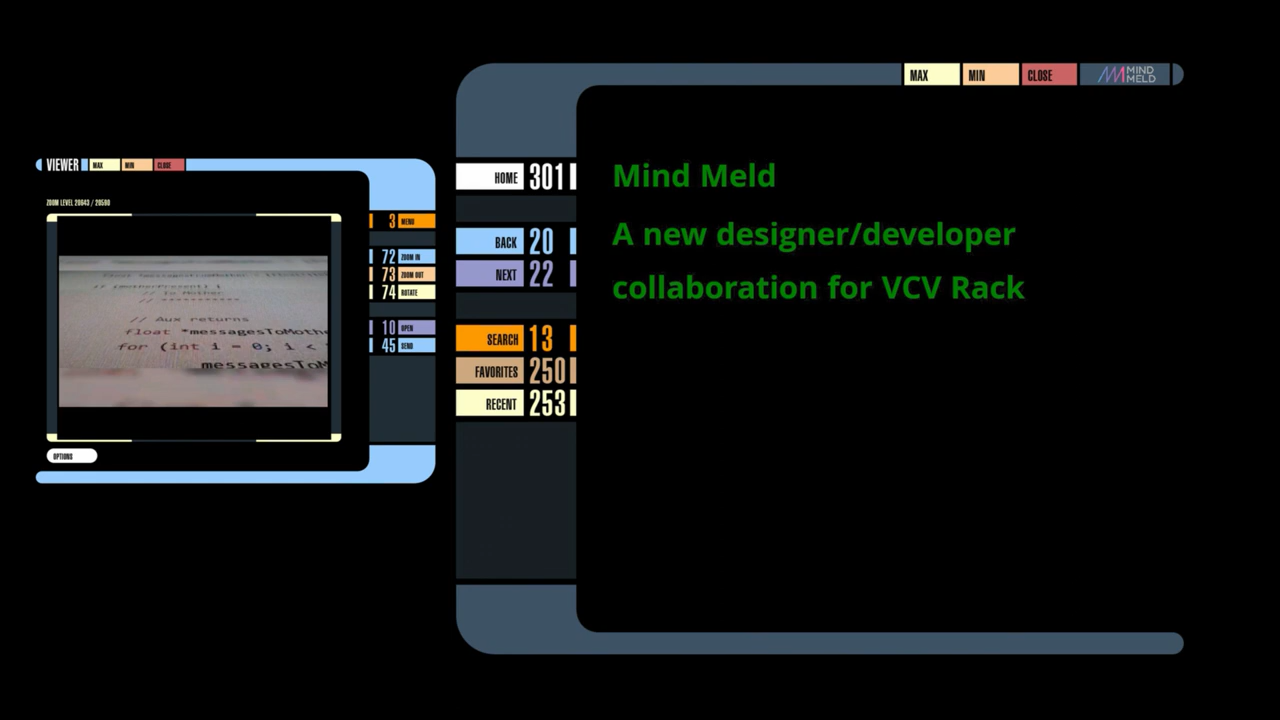 VIEWER MAX MIN CLOSE
ZOOM LEVEL 20643 / 20580
// Aux returns
float *messagesToMothe
for (int i = 0; i <
messagesToM
3 MENU
72 ZOOM IN
73 ZOOM OUT
74 ROTATE
10 OPEN
45 SEND
OPTIONS
MAX MIN CLOSE MIND MELD
HOME 301
BACK 20
NEXT 22
SEARCH 13
FAVORITES 250
RECENT 253
Mind Meld
A new designer/developer
collaboration for VCV Rack